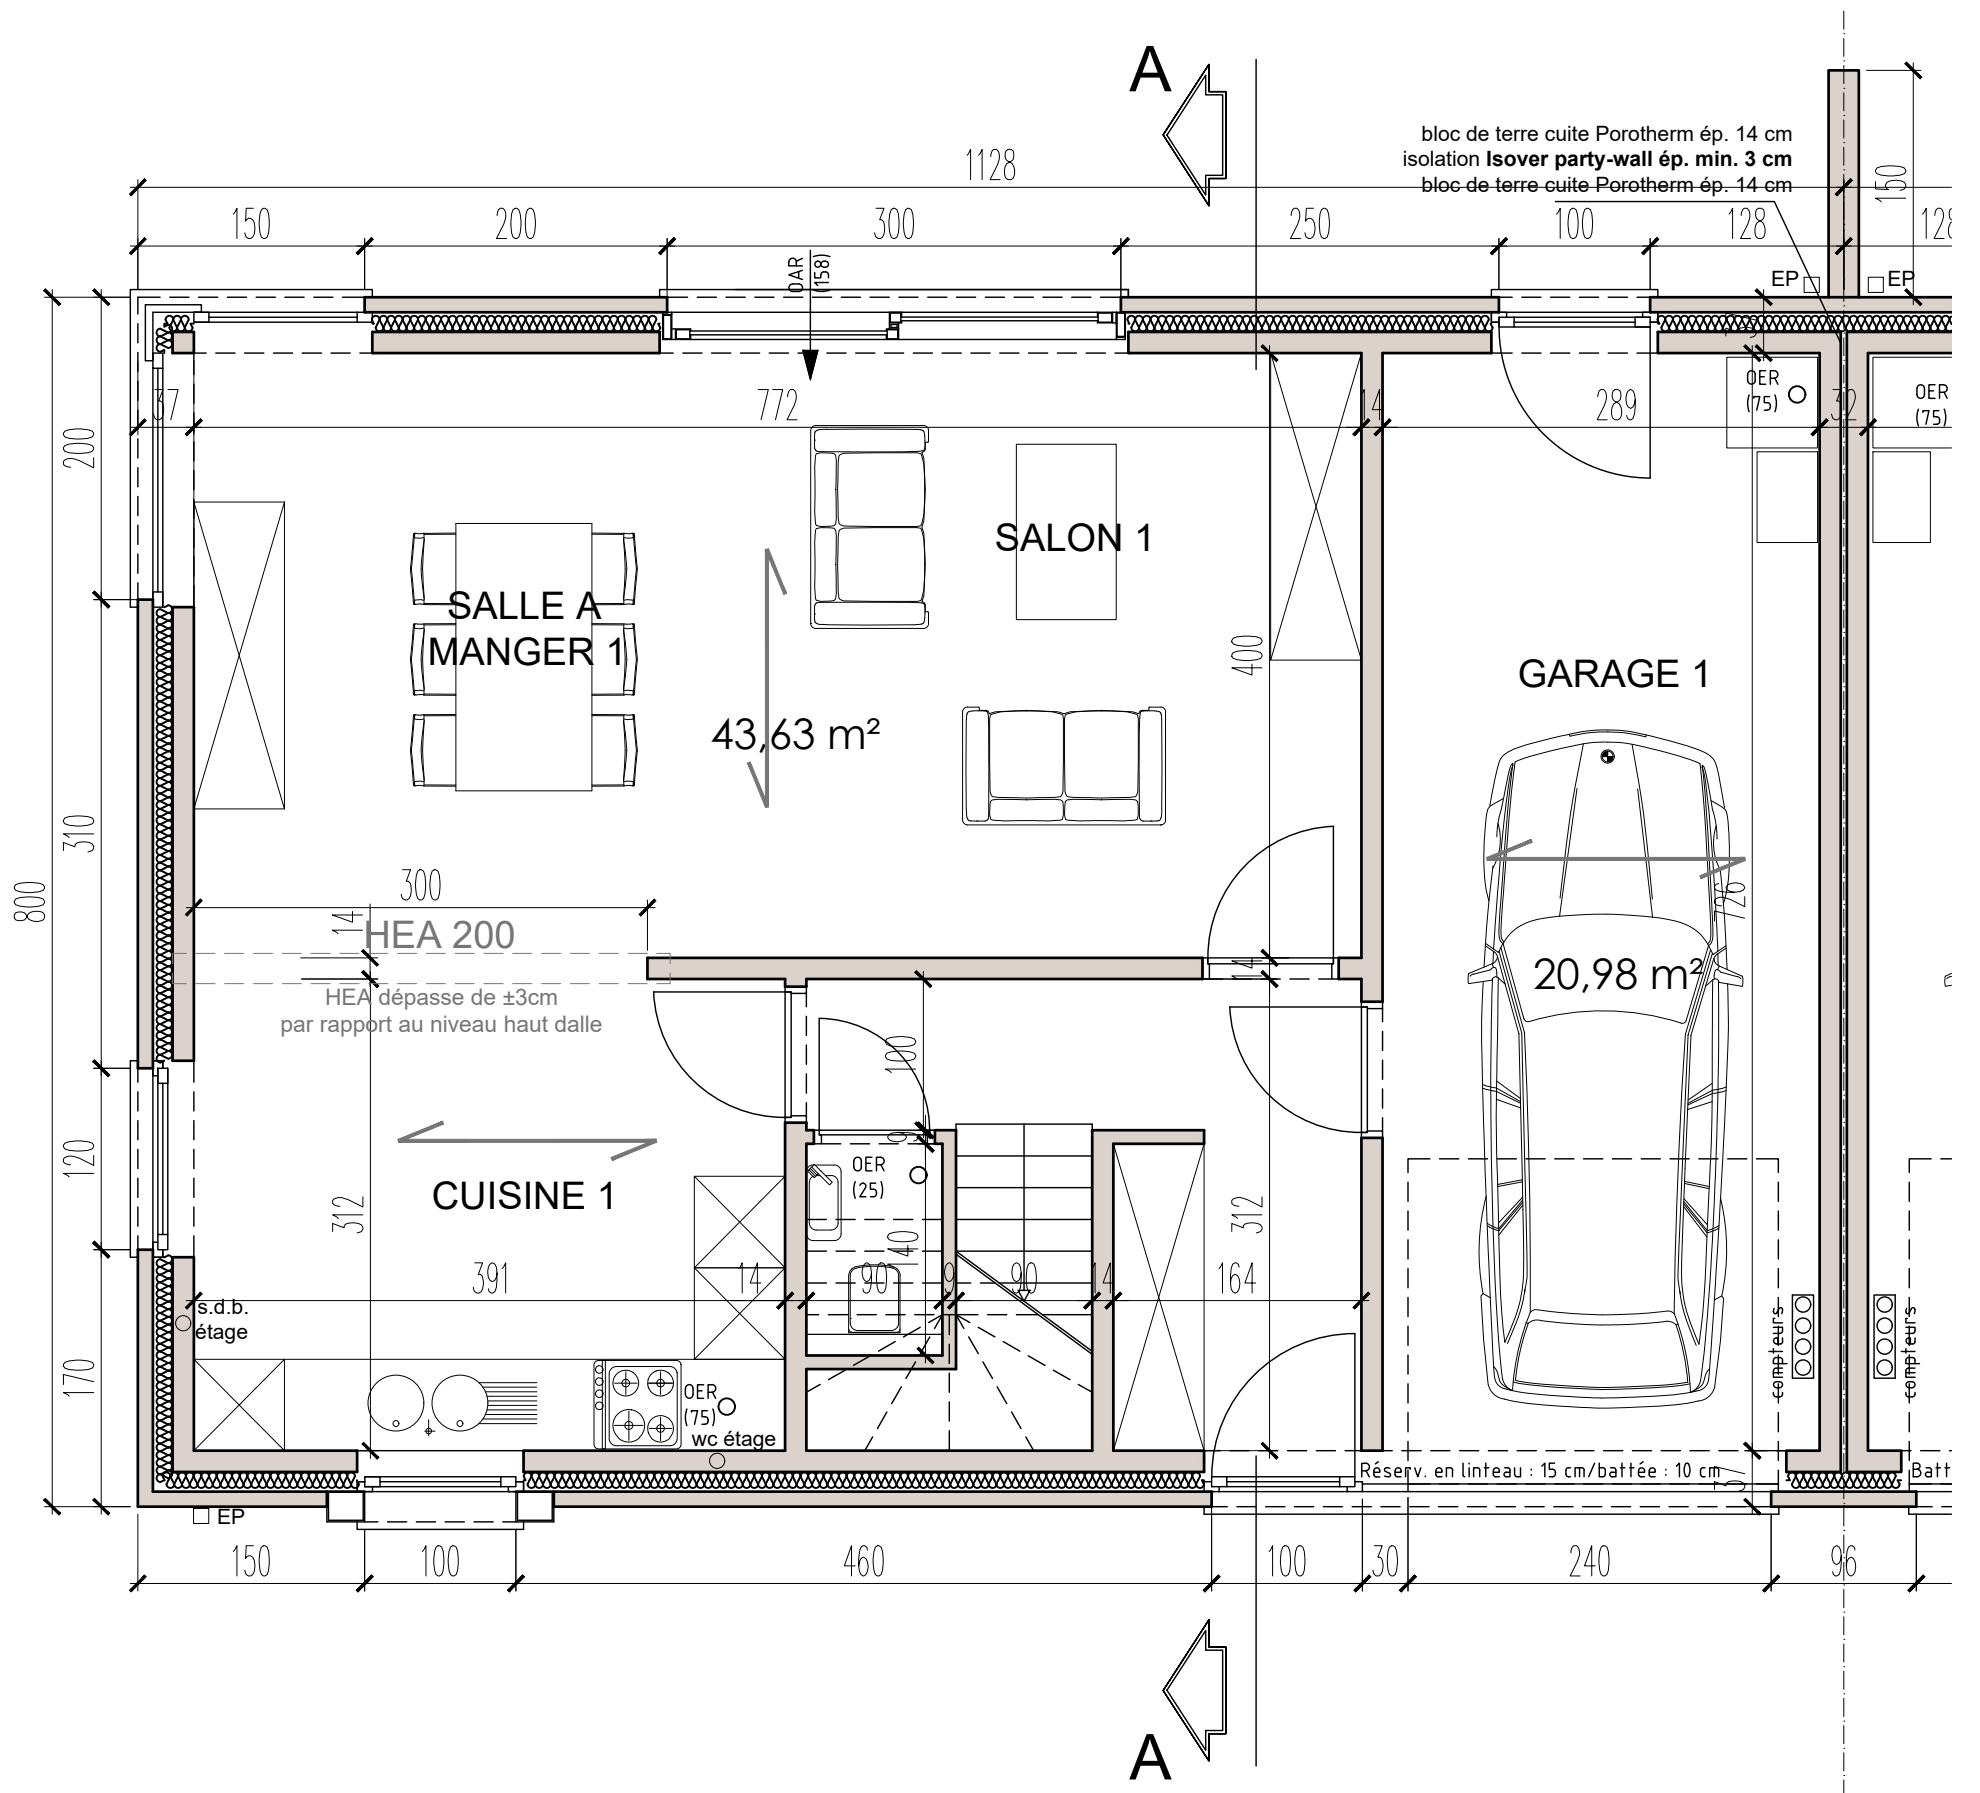 A
bloc de terre cuite Porotherm ép. 14 cm
isolation Isover party-wall ép. min. 3 cm
bloc de terre cuite Porotherm ép. 14 cm
1128
150
150 200 300 250 100 128
OAR
(158)
EP
EP
37 772 14 289 32
OER
(75)
OER
(75)
200
SALON 1
SALLE A
MANGER 1
400
GARAGE 1
43,63 m²
310
800
300
726
14
HEA 200
14
20,98 m²
HEA dépasse de ±3cm
par rapport au niveau haut dalle
100
120
9
OER
(25)
CUISINE 1
312
140
312
391 14 90 9 90 14 164
s.d.b.
étage
compteurs
compteurs
170
OER
(75)
wc étage
Réserv. en linteau : 15 cm/battée : 10 cm
37
EP
150 100 460 100 30 240 96
A